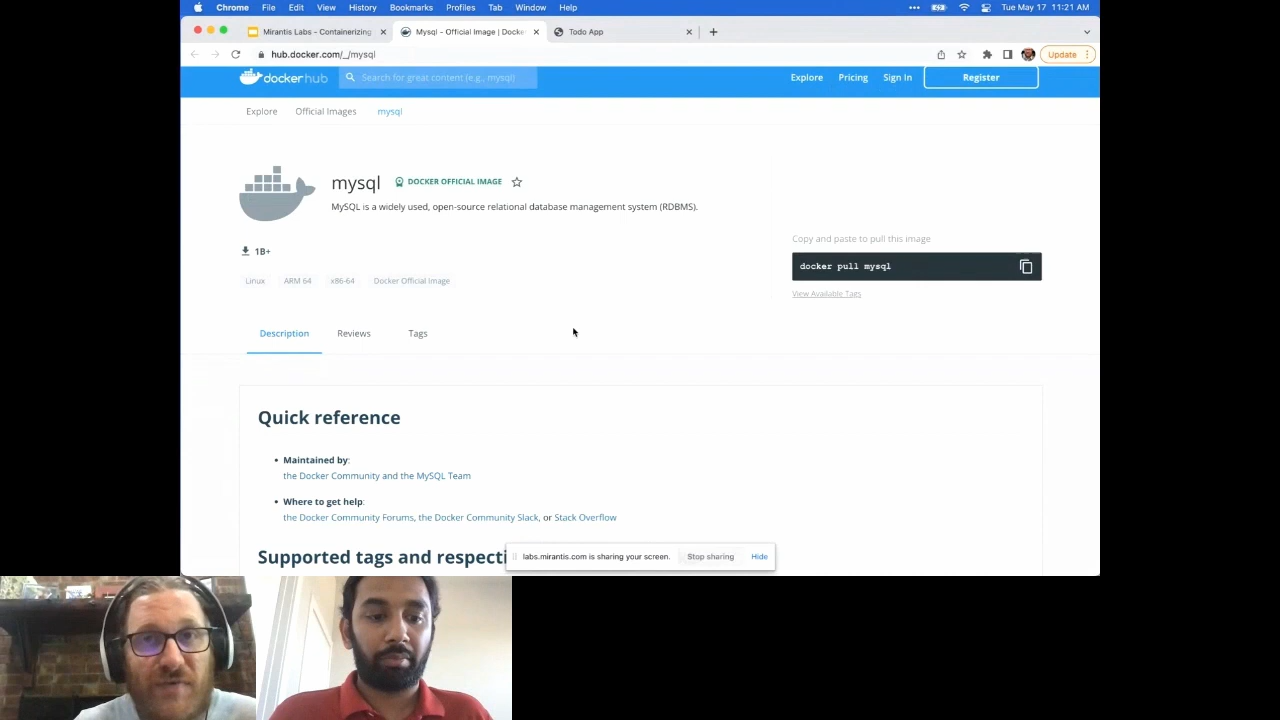 Chrome File Edit View History Bookmarks Profiles Tab Window Help ••• Tue May 17 11:21 AM
Mirantis Labs - Containerizing Mysql - Official Image | Docke Todo App
hub.docker.com/_/mysql Update
dockerhub Search for great content (e.g., mysql) Explore Pricing Sign In Register
Explore Official Images mysql
mysql DOCKER OFFICIAL IMAGE
MySQL is a widely used, open-source relational database management system (RDBMS).
Copy and paste to pull this image
1B+
docker pull mysql
Linux ARM 64 x86-64 Docker Official Image
View Available Tags
Description Reviews Tags
Quick reference
• Maintained by:
the Docker Community and the MySQL Team
• Where to get help:
the Docker Community Forums, the Docker Community Slack, or Stack Overflow
Supported tags and respecti
labs.mirantis.com is sharing your screen. Stop sharing Hide